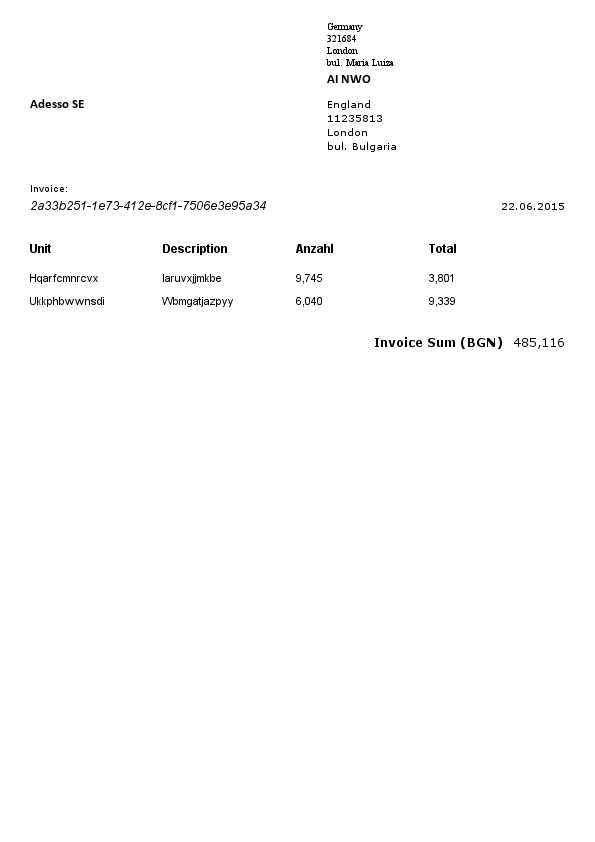 Germany
321684
London
bul. Maria Luiza
AI NWO
Adesso SE
England
11235813
London
bul. Bulgaria
Invoice:
2a33b251-1e73-412e-8cf1-7506e3e95a34 22.06.2015
Unit Description Anzahl Total
Hqarfcmnrcvx Iaruvxjjmkbe 9,745 3,801
Ukkphbwwnsdi Wbmgatjazpyy 6,040 9,339
Invoice Sum (BGN) 485,116